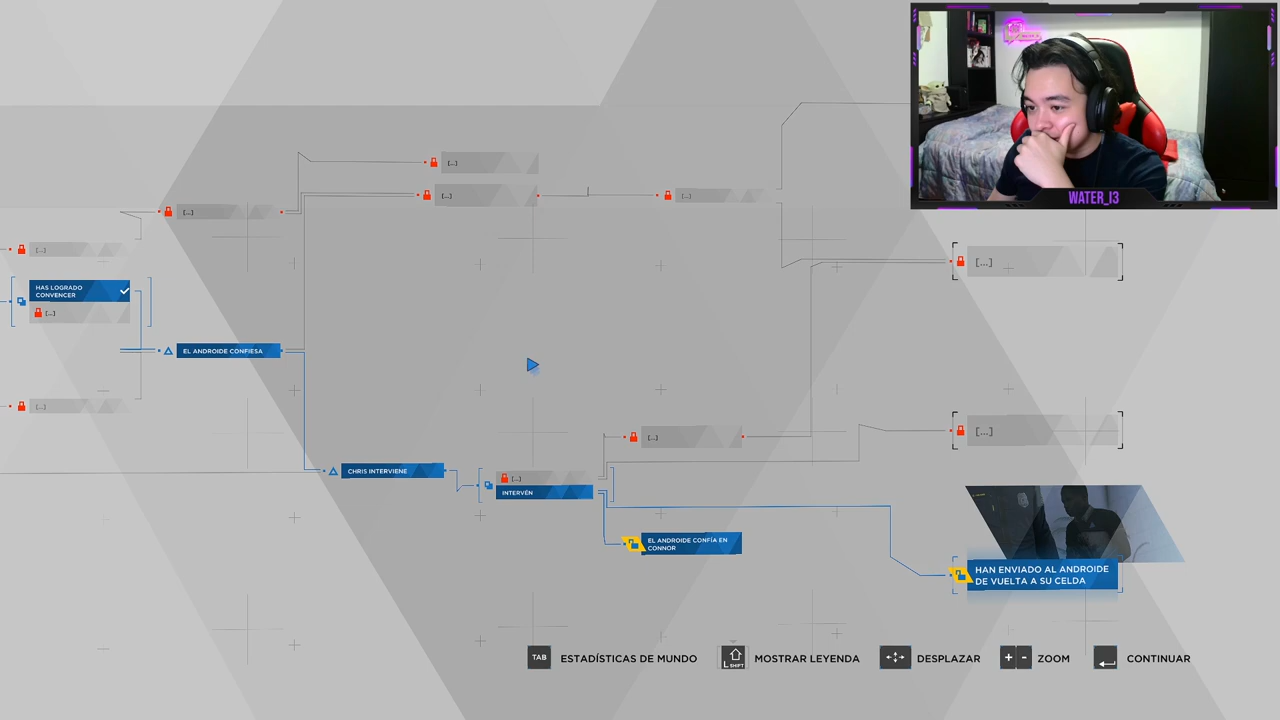 WATER_I3
[...]
[...]
[...]
[...]
[...]
[...]
HAS LOGRADO
CONVENCER
[...]
EL ANDROIDE CONFIESA
[...]
[...]
[...]
CHRIS INTERVIENE
[...]
INTERVÉN
EL ANDROIDE CONFÍA EN
CONNOR
HAN ENVIADO AL ANDROIDE
DE VUELTA A SU CELDA
TAB ESTADÍSTICAS DE MUNDO
L SHIFT MOSTRAR LEYENDA
DESPLAZAR
+ - ZOOM
CONTINUAR